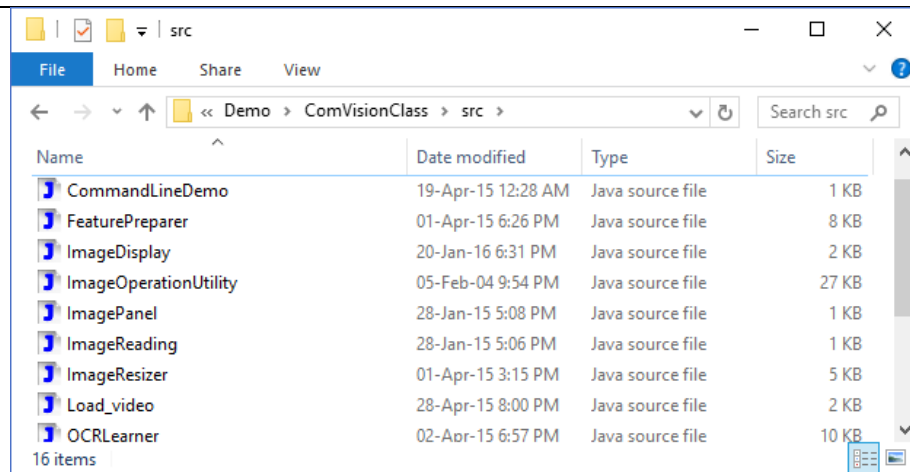 src
File Home Share View
« Demo > ComVisionClass > src > Search src
Name Date modified Type Size
CommandLineDemo 19-Apr-15 12:28 AM Java source file 1 KB
FeaturePreparer 01-Apr-15 6:26 PM Java source file 8 KB
ImageDisplay 20-Jan-16 6:31 PM Java source file 2 KB
ImageOperationUtility 05-Feb-04 9:54 PM Java source file 27 KB
ImagePanel 28-Jan-15 5:08 PM Java source file 1 KB
ImageReading 28-Jan-15 5:06 PM Java source file 1 KB
ImageResizer 01-Apr-15 3:15 PM Java source file 5 KB
Load_video 28-Apr-15 8:00 PM Java source file 2 KB
OCRLearner 02-Apr-15 6:57 PM Java source file 10 KB
16 items